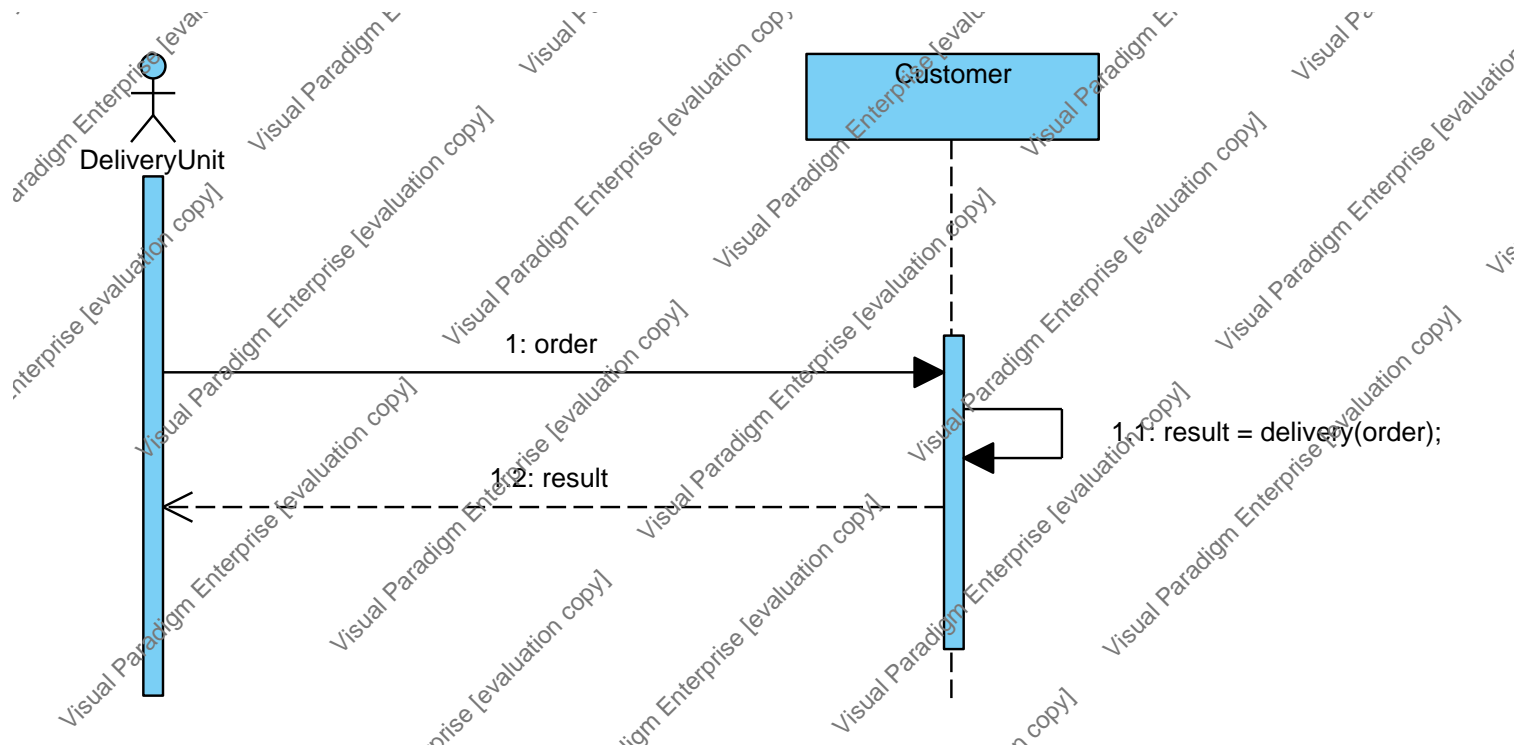 Customer
DeliveryUnit
1: order
1.1: result = delivery(order);
1.2: result
Visual Paradigm Enterprise [evaluation copy]